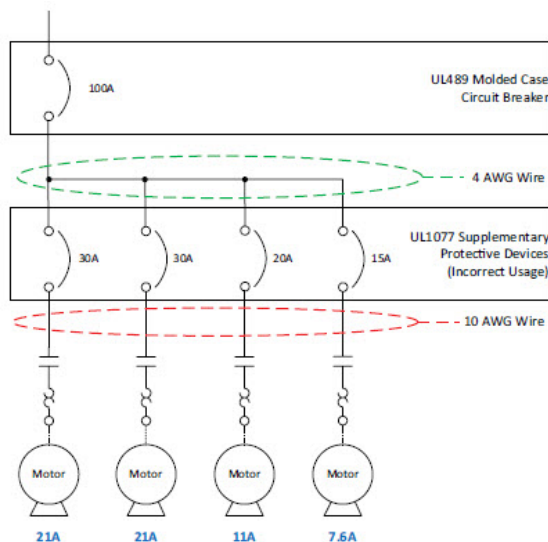 100A
UL489 Molded Case
Circuit Breaker
4 AWG Wire
UL1077 Supplementary
Protective Devices
(Incorrect Usage)
30A
30A
20A
15A
10 AWG Wire
Motor
Motor
Motor
Motor
21A
21A
11A
7.6A